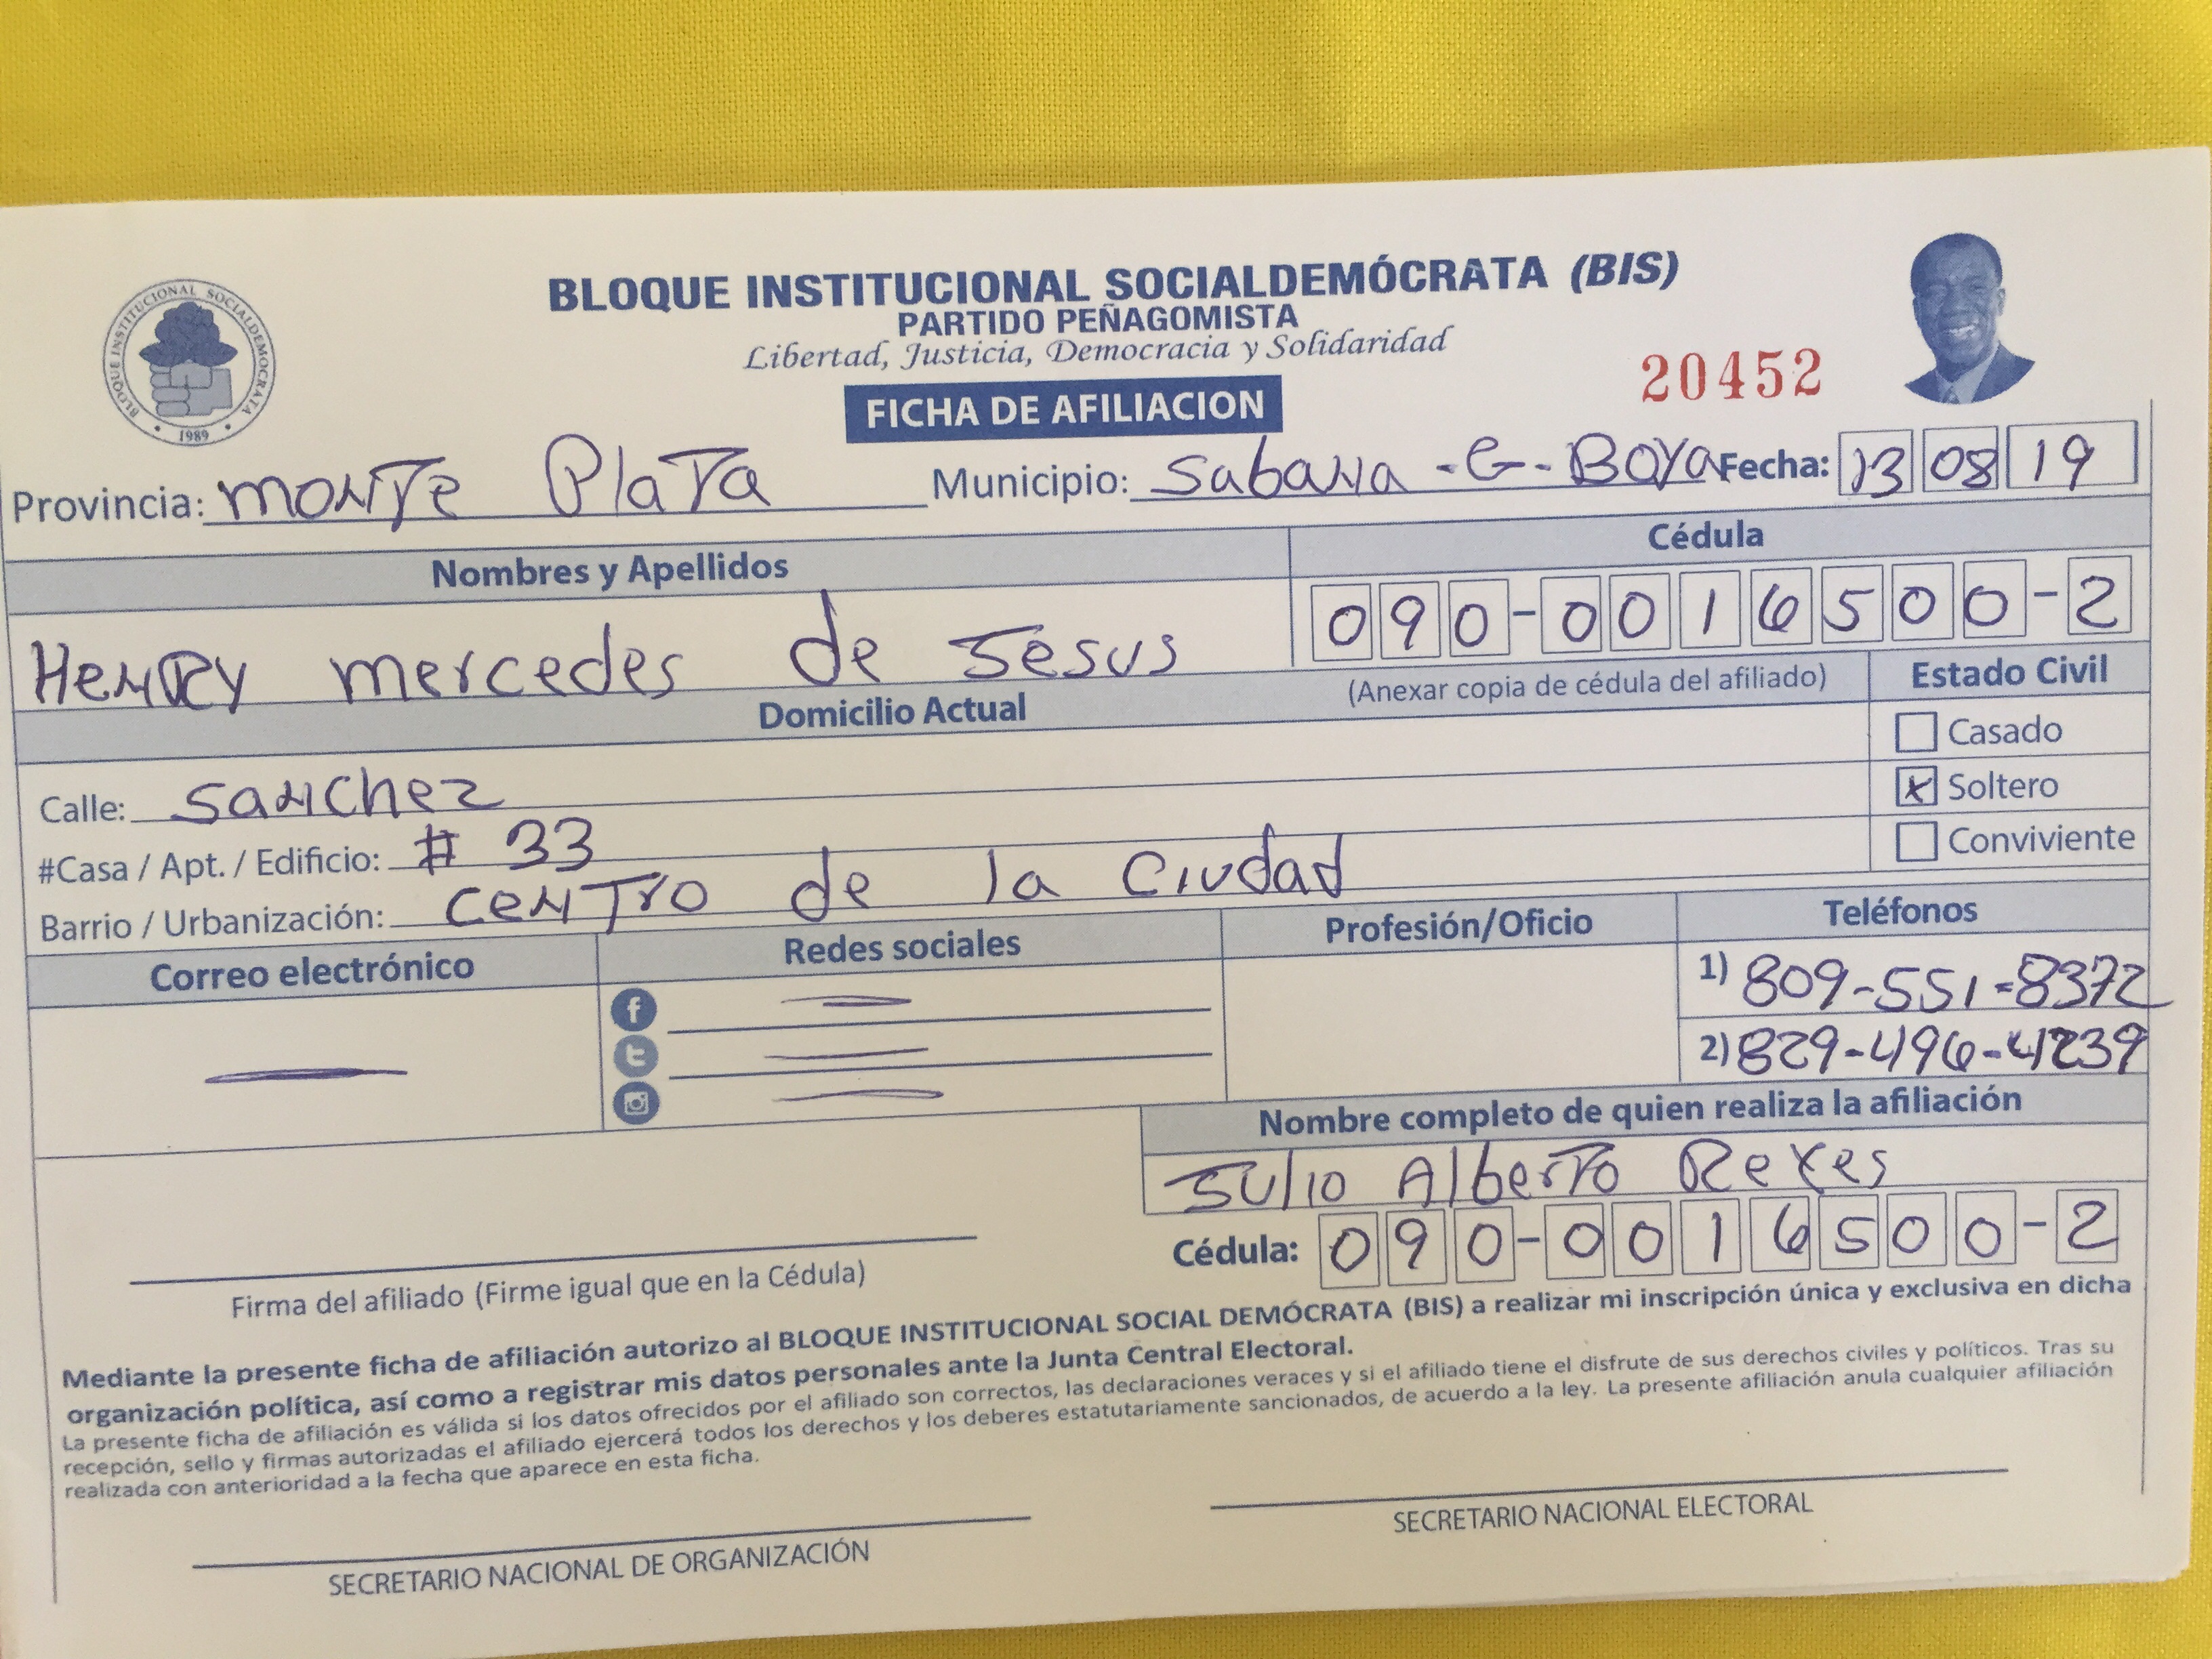 BLOQUE INSTITUCIONAL SOCIALDEMÓCRATA (BIS)
PARTIDO PEÑAGOMISTA
Libertad, Justicia, Democracia y Solidaridad
BLOQUE INSTITUCIONAL SOCIALDEMOCRATA
1989
20452
FICHA DE AFILIACION
Provincia: MONTE PlaTa Municipio: Sabana -G- BOYA Fecha: 13 08 19
Nombres y Apellidos Cédula
HENRY mercedes de Jesus 090-0016500-2
(Anexar copia de cédula del afiliado) Estado Civil
Domicilio Actual
Casado
Calle: Sanchez
x Soltero
#Casa / Apt. / Edificio: # 33
Conviviente
Barrio / Urbanización: CENTro de la Ciudad
Correo electrónico Redes sociales Profesión/Oficio Teléfonos
1) 809-551-8372
2) 829-496-4239
Nombre completo de quien realiza la afiliación
Julio Alberto Reyes
Cédula: 090-0016500-2
Firma del afiliado (Firme igual que en la Cédula)
Mediante la presente ficha de afiliación autorizo al BLOQUE INSTITUCIONAL SOCIAL DEMÓCRATA (BIS) a realizar mi inscripción única y exclusiva en dicha
organización política, así como a registrar mis datos personales ante la Junta Central Electoral.
La presente ficha de afiliación es válida si los datos ofrecidos por el afiliado son correctos, las declaraciones veraces y si el afiliado tiene el disfrute de sus derechos civiles y políticos. Tras su
recepción, sello y firmas autorizadas el afiliado ejercerá todos los derechos y los deberes estatutariamente sancionados, de acuerdo a la ley. La presente afiliación anula cualquier afiliación
realizada con anterioridad a la fecha que aparece en esta ficha.
SECRETARIO NACIONAL DE ORGANIZACIÓN SECRETARIO NACIONAL ELECTORAL